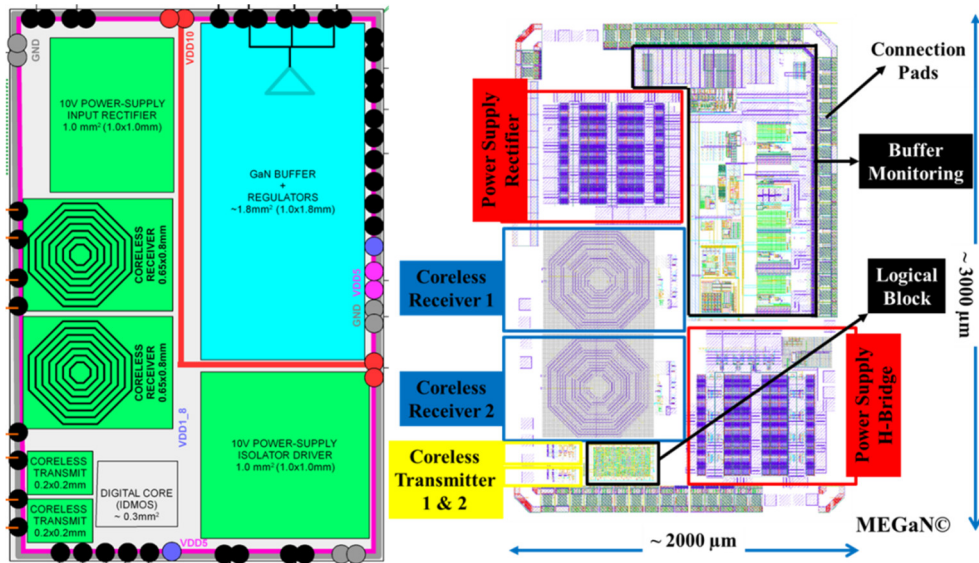 GND
VDD10
10V POWER-SUPPLY
INPUT RECTIFIER
1.0 mm² (1.0x1.0mm)
GaN BUFFER
+
REGULATORS
~1.8mm² (1.0x1.8mm)
CORELESS
RECEIVER
0.65x0.8mm
VDD5
GND
CORELESS
RECEIVER
0.65x0.8mm
VDD1_8
10V POWER-SUPPLY
ISOLATOR DRIVER
1.0 mm² (1.0x1.0mm)
CORELESS
TRANSMIT
0.2x0.2mm
CORELESS
TRANSMIT
0.2x0.2mm
DIGITAL CORE
(IDMOS)
~ 0.3mm²
VDD5
Power Supply
Rectifier
Connection
Pads
Buffer
Monitoring
Coreless
Receiver 1
Logical
Block
Coreless
Receiver 2
Power Supply
H-Bridge
Coreless
Transmitter
1 & 2
~ 3000 µm
MEGaN©
~ 2000 µm